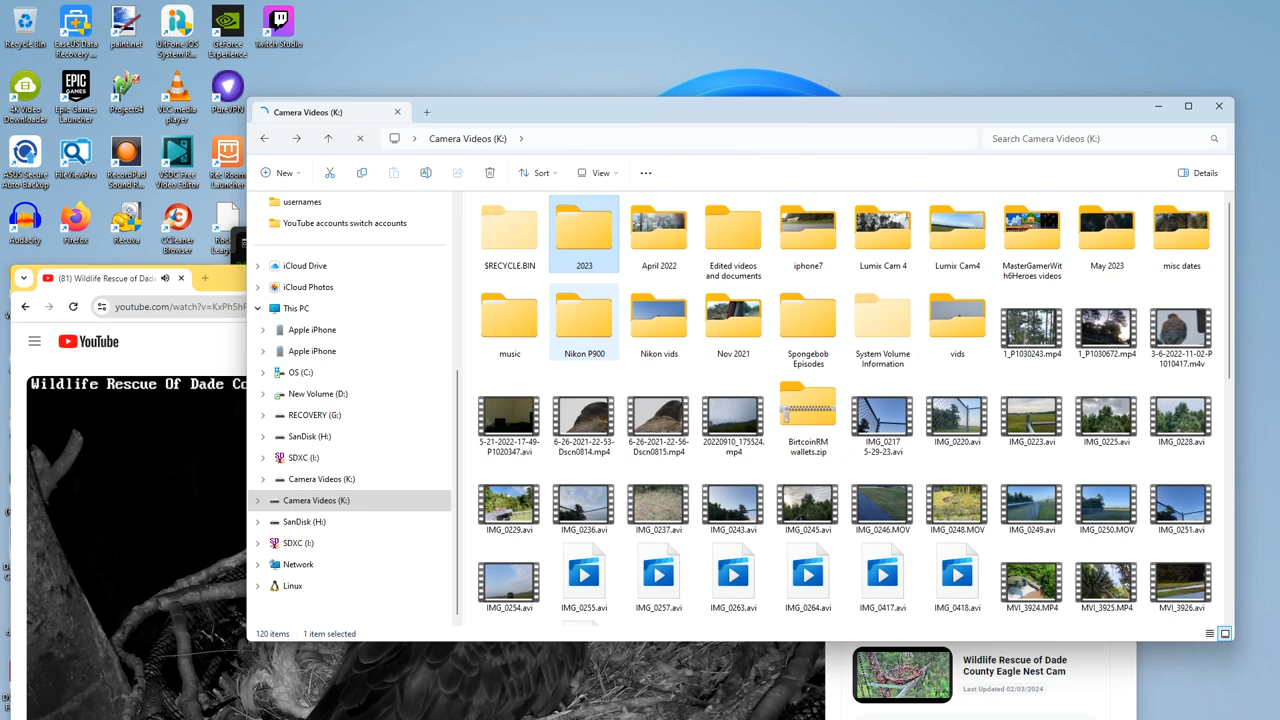 Recycle Bin
EaseUS Data
Recovery ...
paint.net
UltFone iOS
System R...
GeForce
Experience
Twitch Studio
4K Video
Downloader
Epic Games
Launcher
Project64
VLC media
player
PureVPN
ASUS Secure
Auto Backup
FileViewPro
RecordPad
Sound R...
VSDC Free
Video Editor
Rec Room
Launcher
Audacity
Firefox
Recuva
CCleaner
Browser
(81) Wildlife Rescue of Dade
youtube.com/watch?v=KxPh5hF
YouTube
Wildlife Rescue Of Dade Co
Camera Videos (K:)
Camera Videos (K:)
Search Camera Videos (K:)
New
Sort
View
Details
usernames
YouTube accounts switch accounts
iCloud Drive
iCloud Photos
This PC
Apple iPhone
Apple iPhone
OS (C:)
New Volume (D:)
RECOVERY (G:)
SanDisk (H:)
SDXC (I:)
Camera Videos (K:)
Camera Videos (K:)
SanDisk (H:)
SDXC (I:)
Network
Linux
$RECYCLE.BIN
2023
April 2022
Edited videos
and documents
iphone7
Lumix Cam 4
Lumix Cam4
MasterGamerWit
h6Heroes videos
May 2023
misc dates
music
Nikon P900
Nikon vids
Nov 2021
Spongebob
Episodes
System Volume
Information
vids
1_P1030243.mp4
1_P1030672.mp4
3-6-2022-11-02-P
1010417.m4v
5-21-2022-17-49-
P1020347.avi
6-26-2021-22-53-
Dscn0814.mp4
6-26-2021-22-56-
Dscn0815.mp4
20220910_175524.
mp4
BirtcoinRM
wallets.zip
IMG_0217
5-29-23.avi
IMG_0220.avi
IMG_0223.avi
IMG_0225.avi
IMG_0228.avi
IMG_0229.avi
IMG_0236.avi
IMG_0237.avi
IMG_0243.avi
IMG_0245.avi
IMG_0246.MOV
IMG_0248.MOV
IMG_0249.avi
IMG_0250.MOV
IMG_0251.avi
IMG_0254.avi
IMG_0255.avi
IMG_0257.avi
IMG_0263.avi
IMG_0264.avi
IMG_0417.avi
IMG_0418.avi
MVI_3924.MP4
MVI_3925.MP4
MVI_3926.avi
120 items
1 item selected
Wildlife Rescue of Dade
County Eagle Nest Cam
Last Updated 02/03/2024